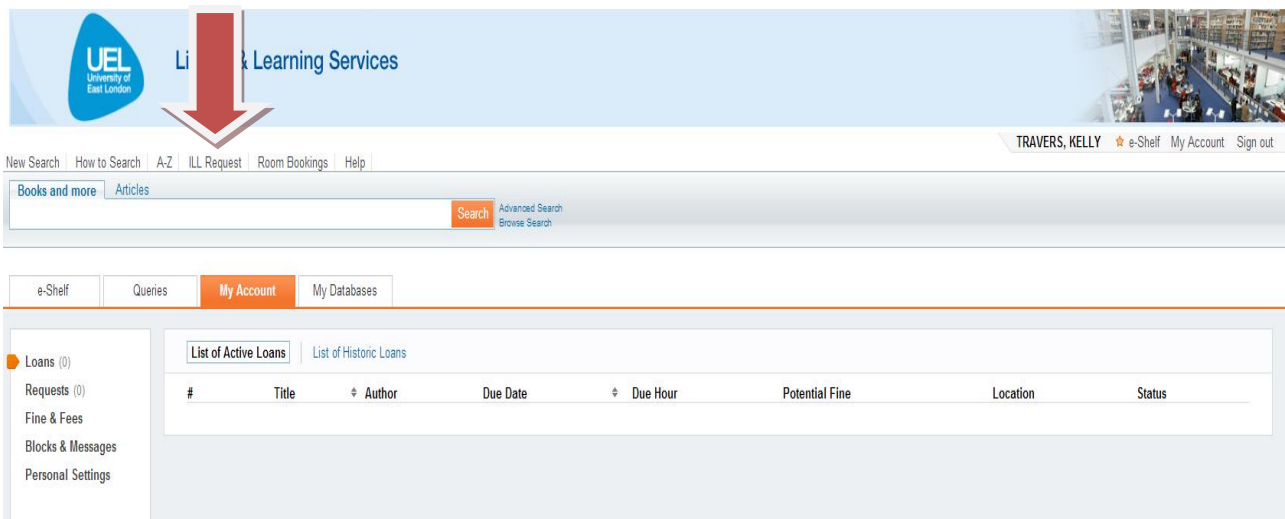 UEL
University of
East London
Li & Learning Services
TRAVERS, KELLY e-Shelf My Account Sign out
New Search How to Search A-Z ILL Request Room Bookings Help
Books and more Articles
Search
Advanced Search
Browse Search
e-Shelf Queries My Account My Databases
Loans (0)
Requests (0)
Fine & Fees
Blocks & Messages
Personal Settings
List of Active Loans List of Historic Loans
# Title Author Due Date Due Hour Potential Fine Location Status